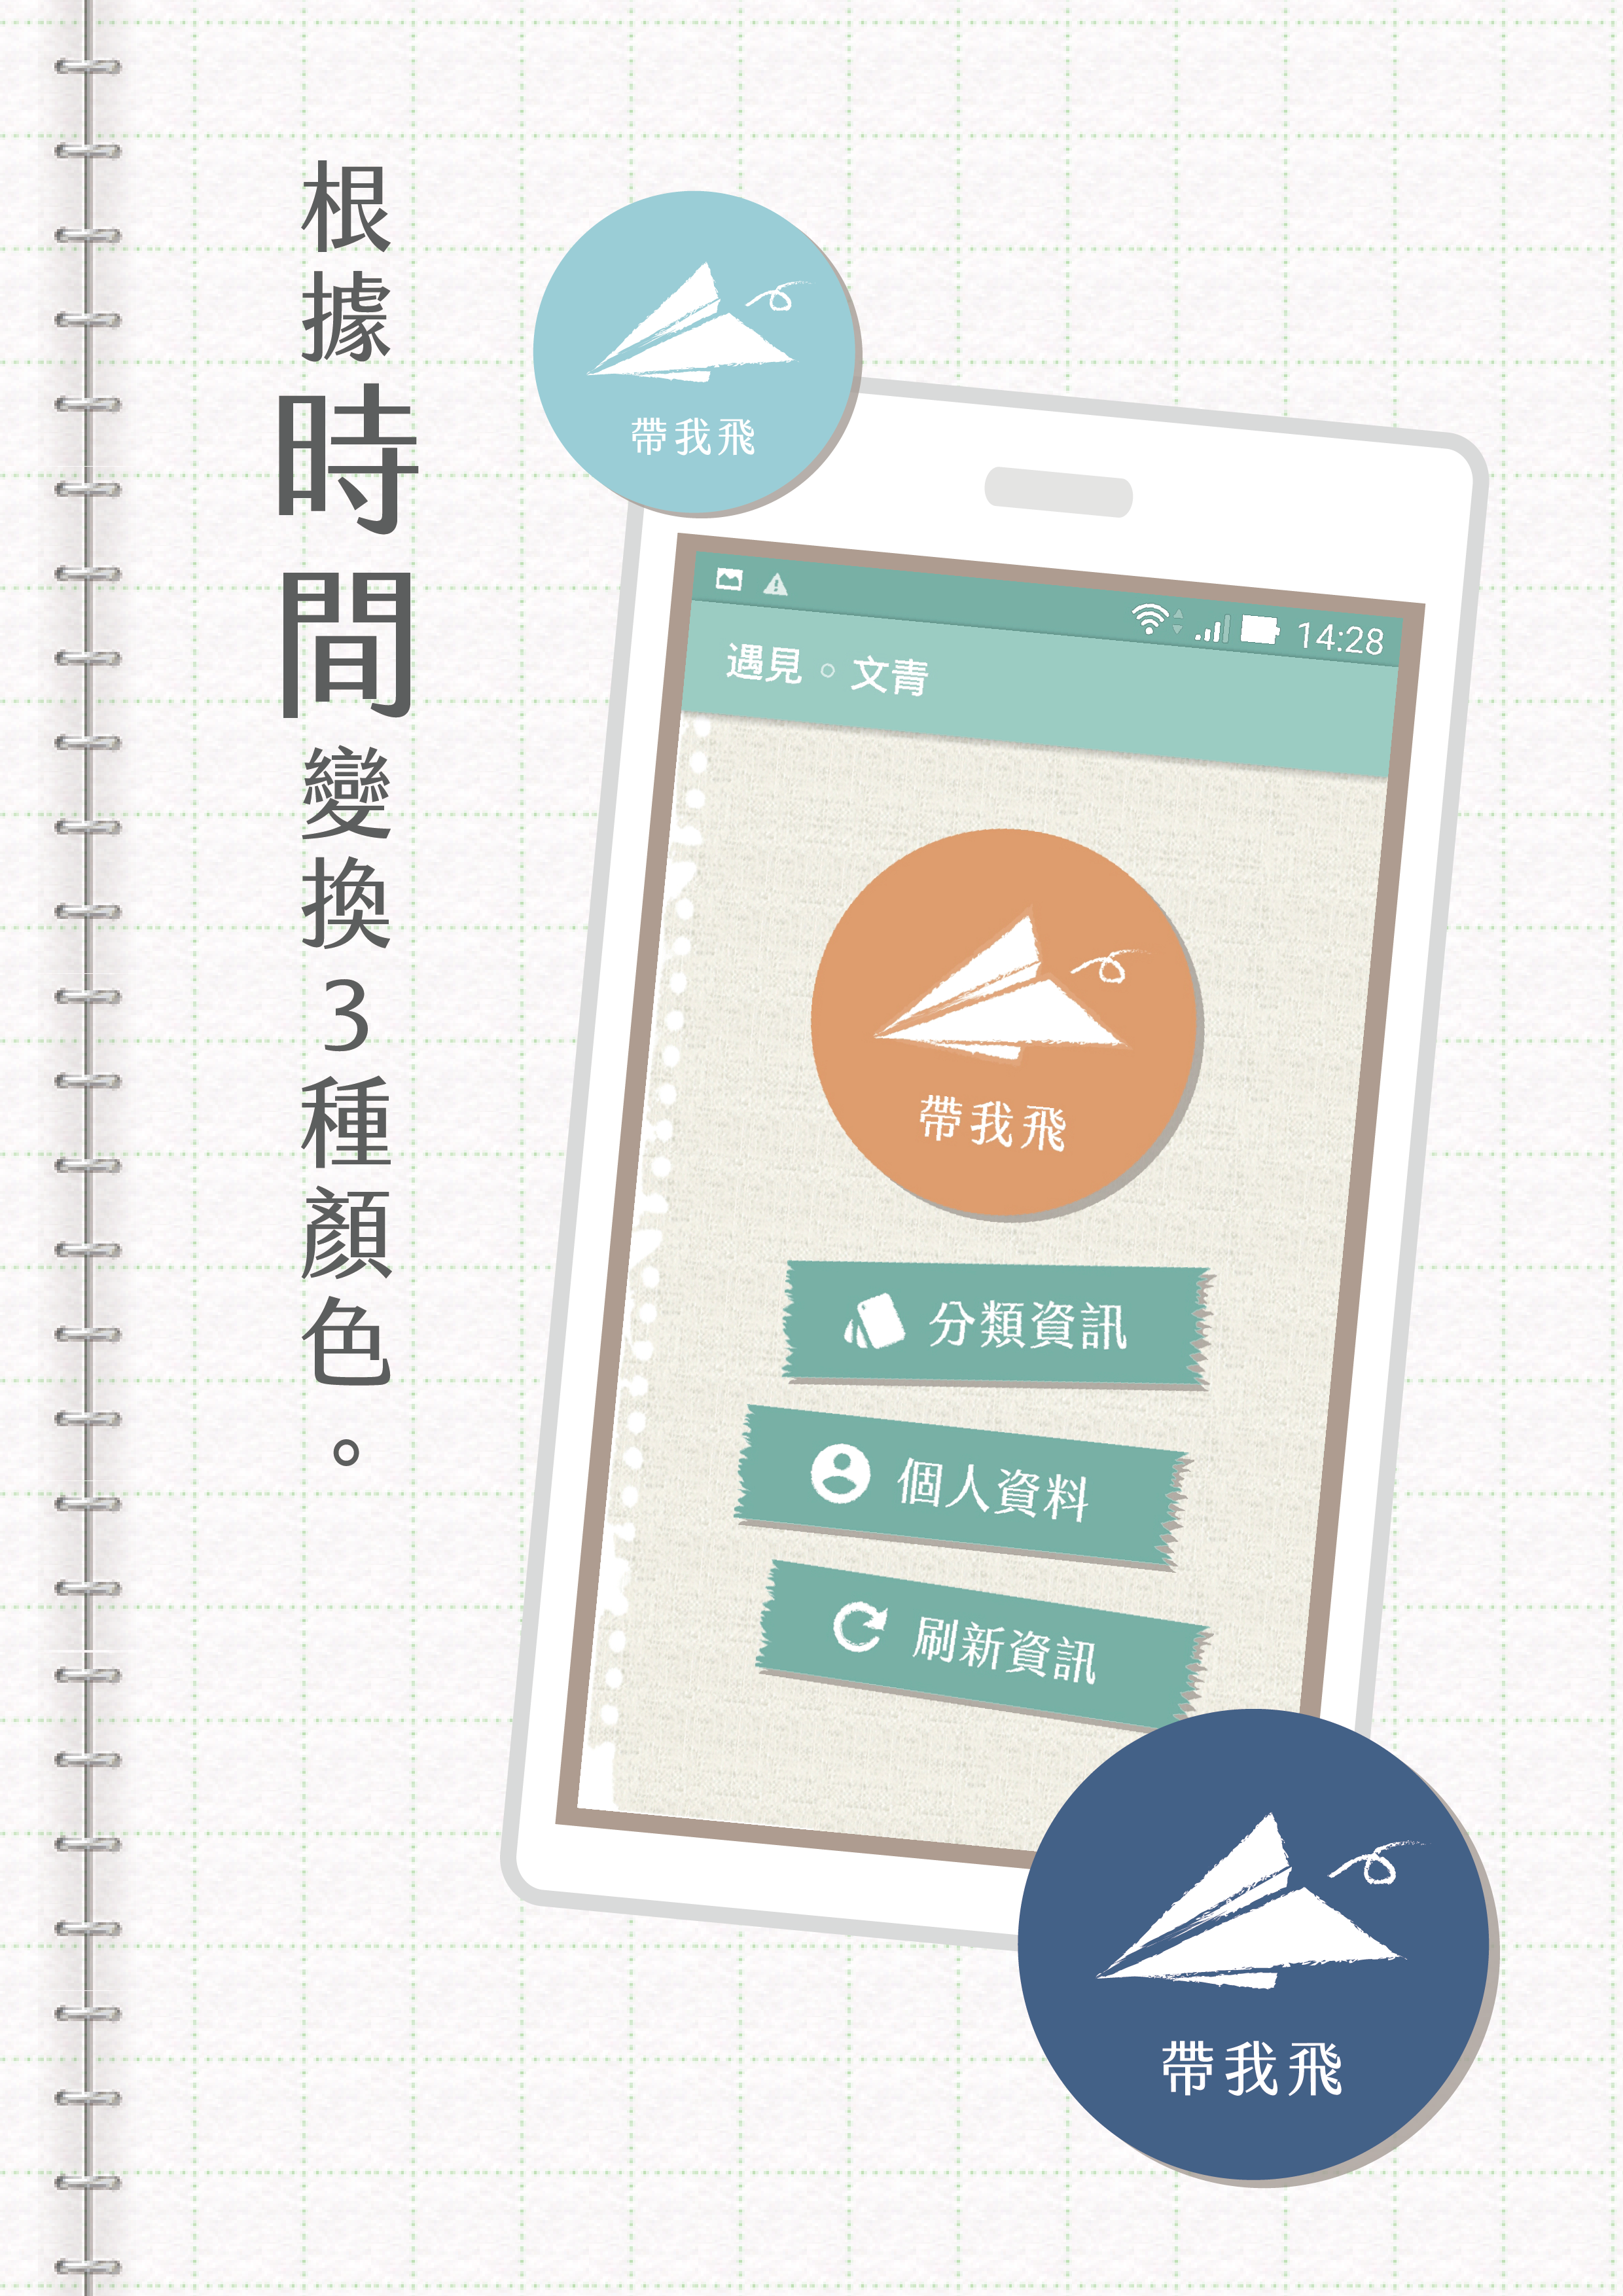 根據時間變換3種顏色。
帶我飛
14:28
遇見。文青
帶我飛
分類資訊
個人資料
刷新資訊
帶我飛